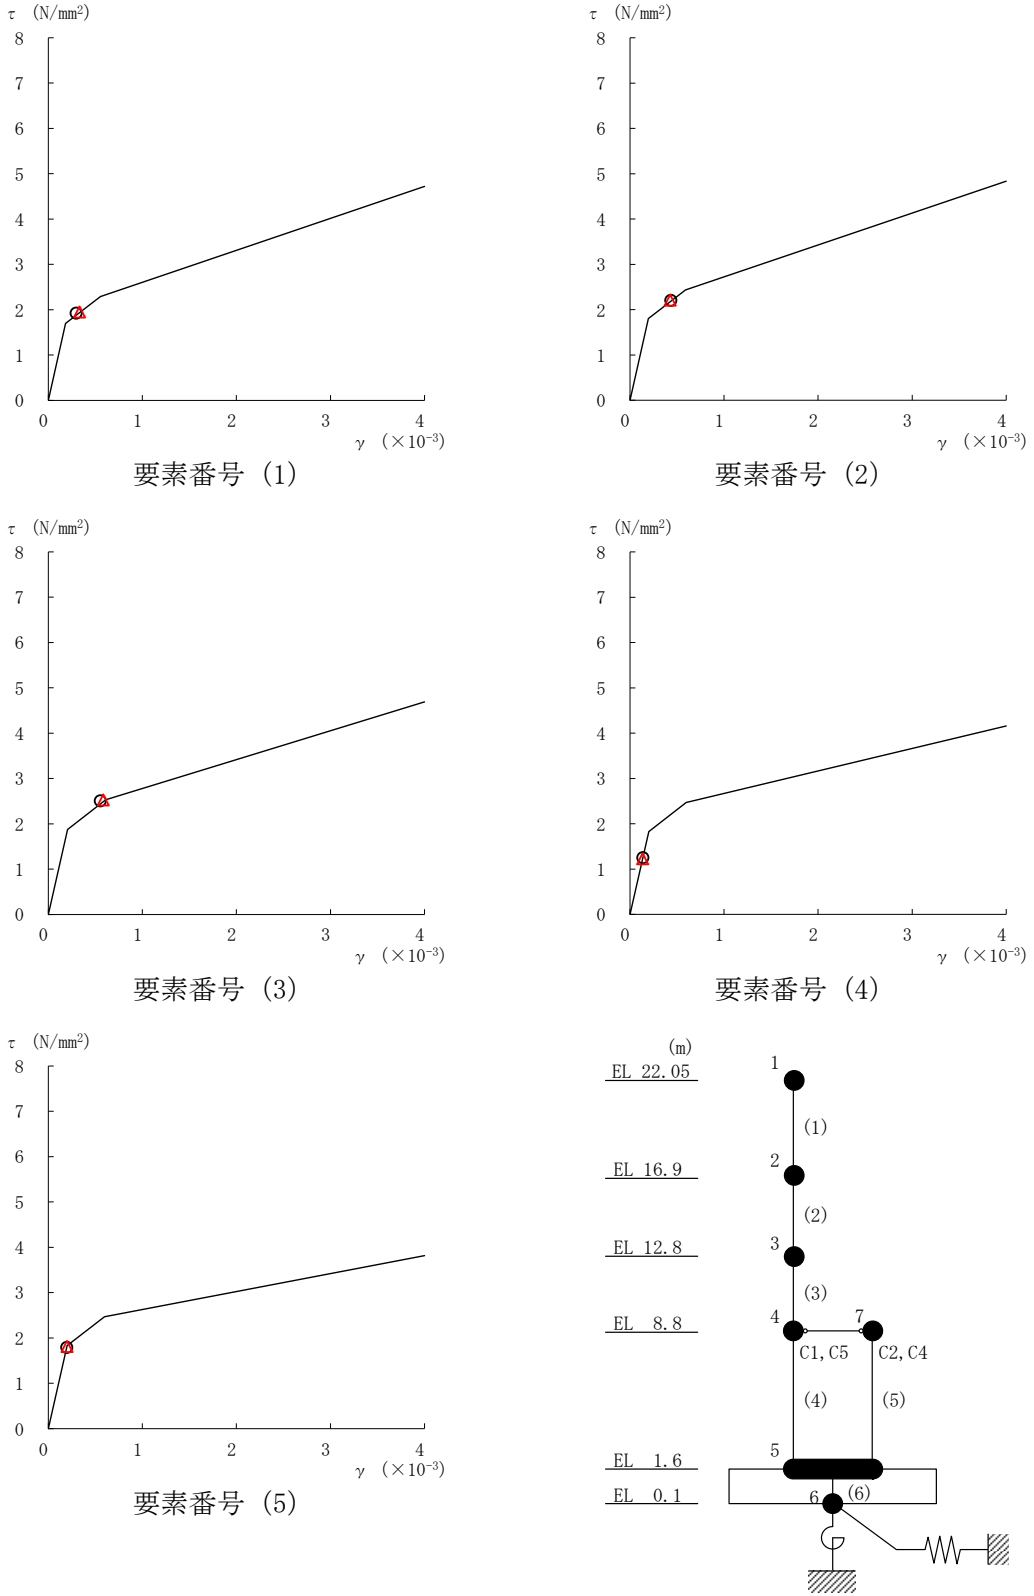 τ (N/mm²)
8
7
6
5
4
3
2
1
0
0 1 2 3 4
γ (×10⁻³)
要素番号 (1)
τ (N/mm²)
8
7
6
5
4
3
2
1
0
0 1 2 3 4
γ (×10⁻³)
要素番号 (2)
τ (N/mm²)
8
7
6
5
4
3
2
1
0
0 1 2 3 4
γ (×10⁻³)
要素番号 (3)
τ (N/mm²)
8
7
6
5
4
3
2
1
0
0 1 2 3 4
γ (×10⁻³)
要素番号 (4)
τ (N/mm²)
8
7
6
5
4
3
2
1
0
0 1 2 3 4
γ (×10⁻³)
要素番号 (5)
(m)
EL 22.05 1
(1)
EL 16.9 2
(2)
EL 12.8 3
(3)
EL 8.8 4 7
C1,C5 C2,C4
(4) (5)
EL 1.6 5
EL 0.1 6 (6)